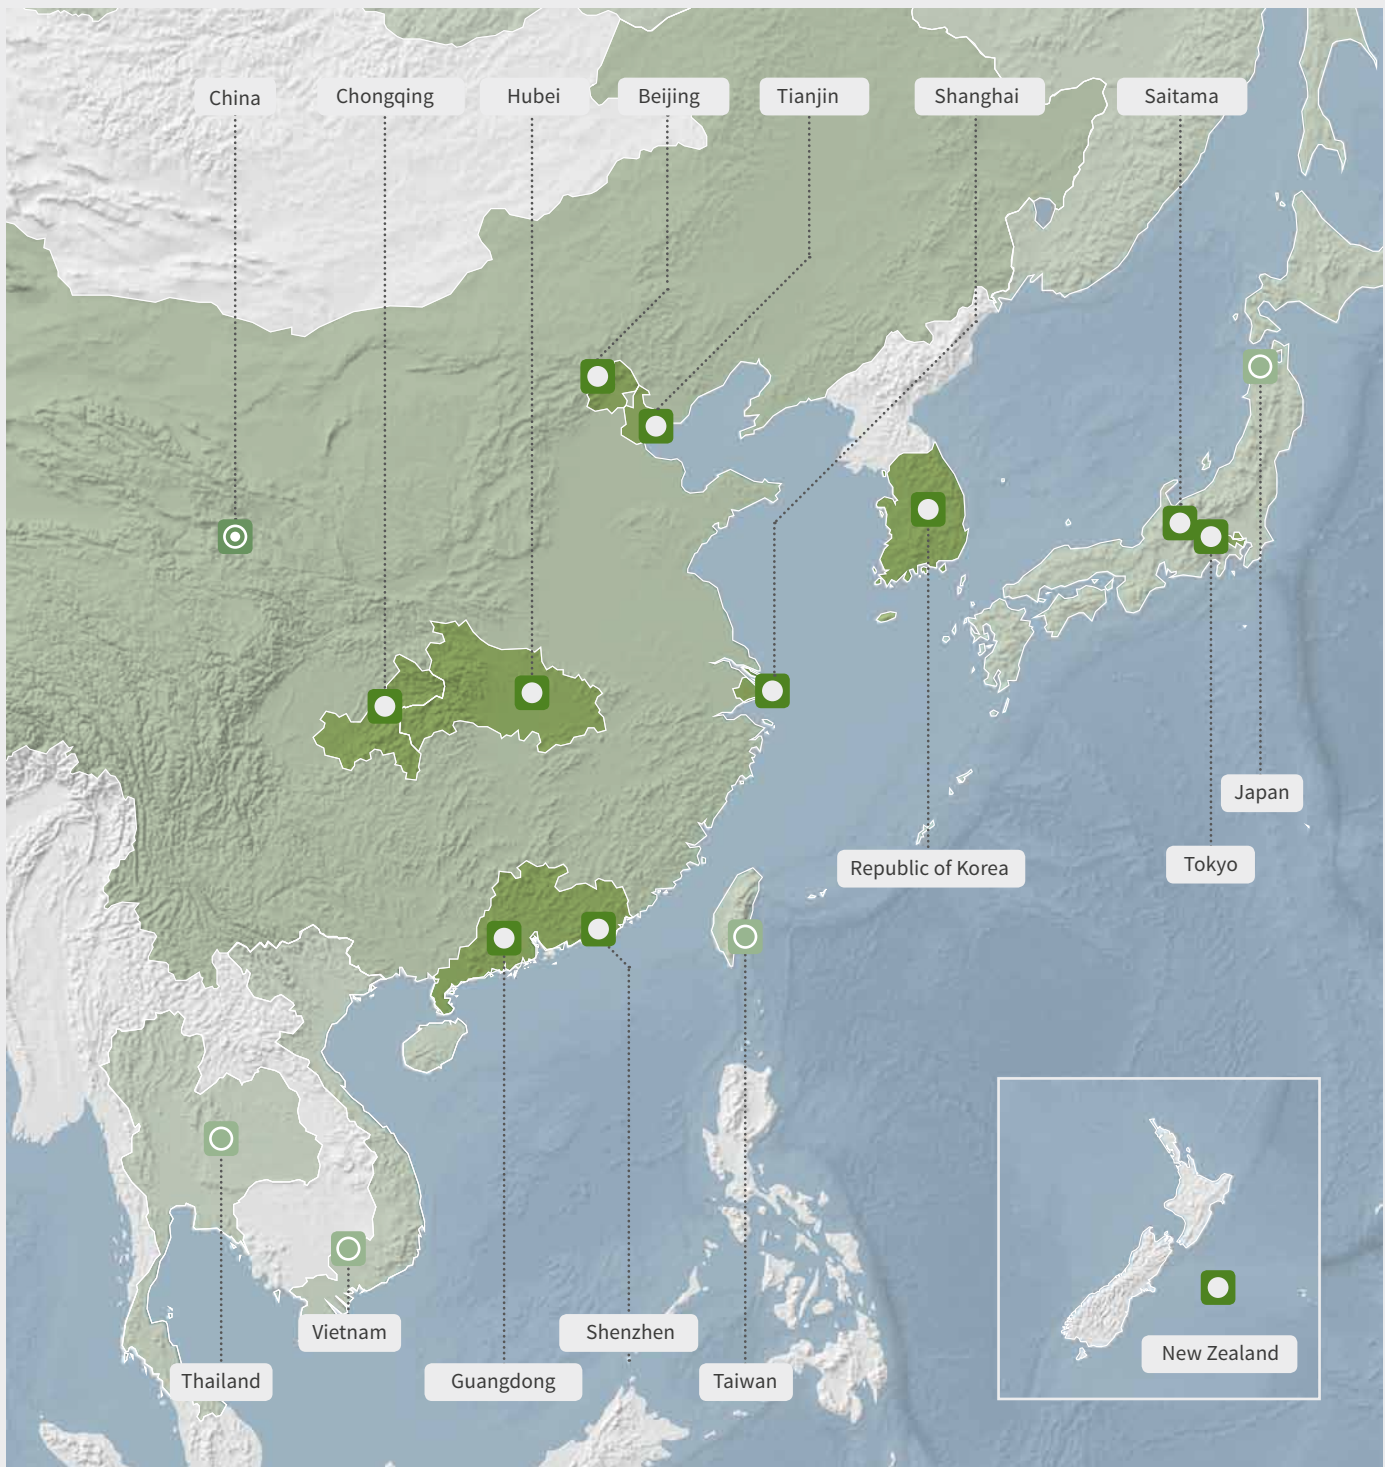 China
Chongqing
Hubei
Beijing
Tianjin
Shanghai
Saitama
Japan
Tokyo
Republic of Korea
Vietnam
Shenzhen
New Zealand
Thailand
Guangdong
Taiwan